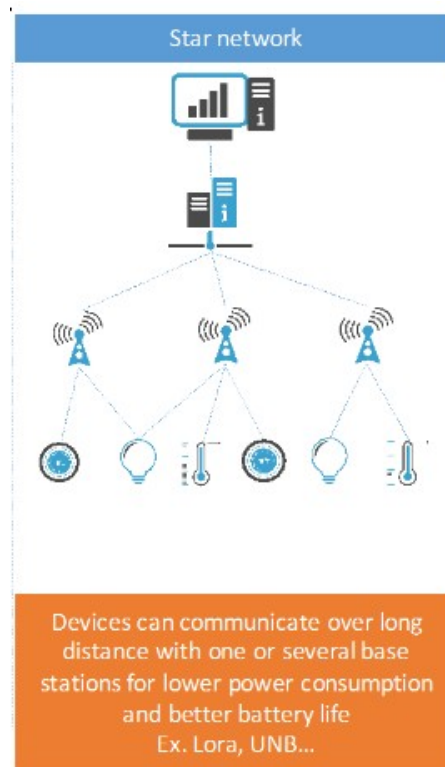 Star network
i
i
Devices can communicate over long
distance with one or several base
stations for lower power consumption
and better battery life
Ex. Lora, UNB...